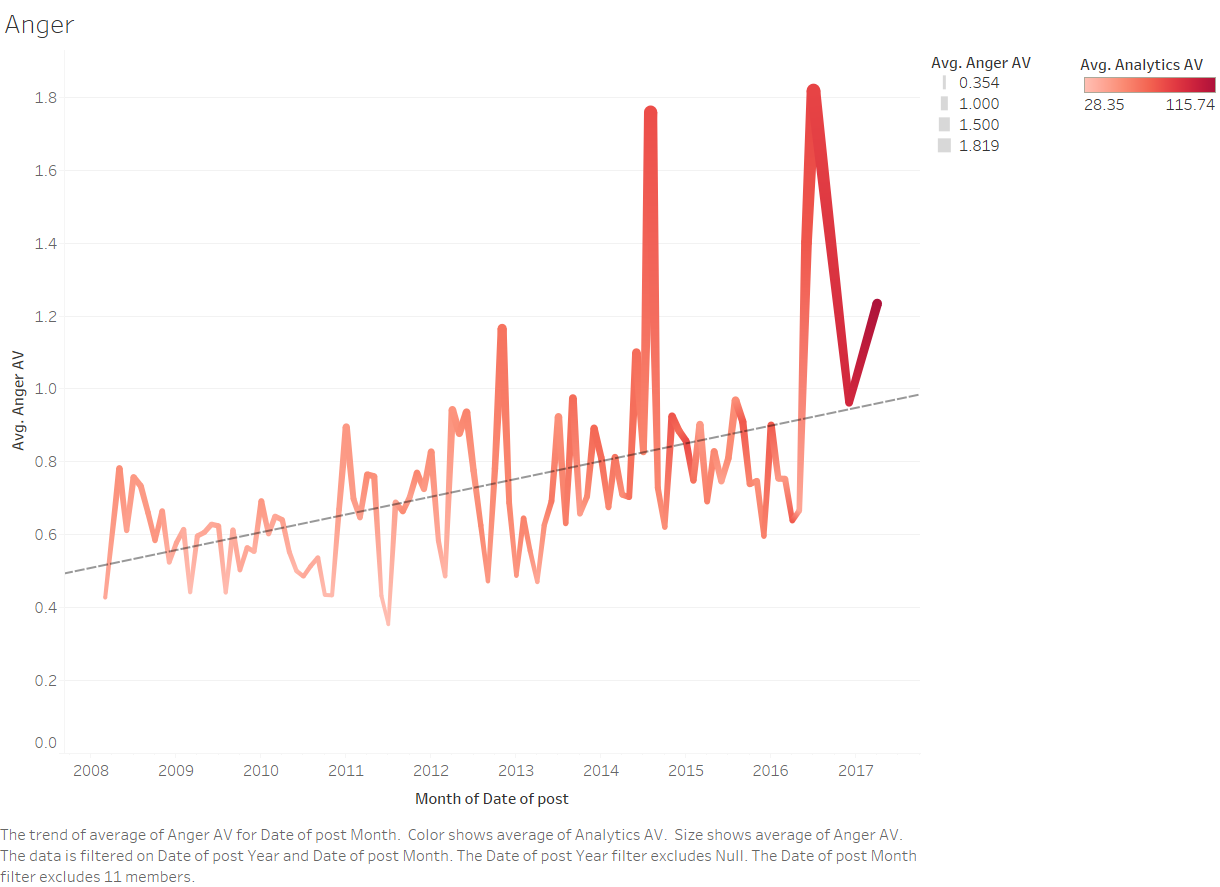 Anger
Avg. Anger AV
0.354
1.000
1.500
1.819
Avg. Analytics AV
28.35 115.74
1.8
1.6
1.4
1.2
1.0
0.8
0.6
0.4
0.2
0.0
Avg. Anger AV
2008 2009 2010 2011 2012 2013 2014 2015 2016 2017
Month of Date of post
The trend of average of Anger AV for Date of post Month.  Color shows average of Analytics AV.  Size shows average of Anger AV.
The data is filtered on Date of post Year and Date of post Month. The Date of post Year filter excludes Null. The Date of post Month
filter excludes 11 members.